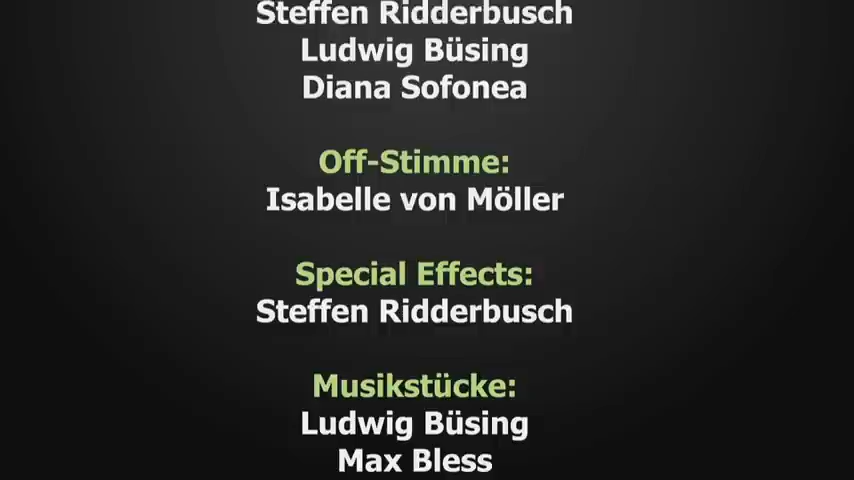 Steffen Ridderbusch
Ludwig Büsing
Diana Sofonea
Off-Stimme:
Isabelle von Möller
Special Effects:
Steffen Ridderbusch
Musikstücke:
Ludwig Büsing
Max Bless